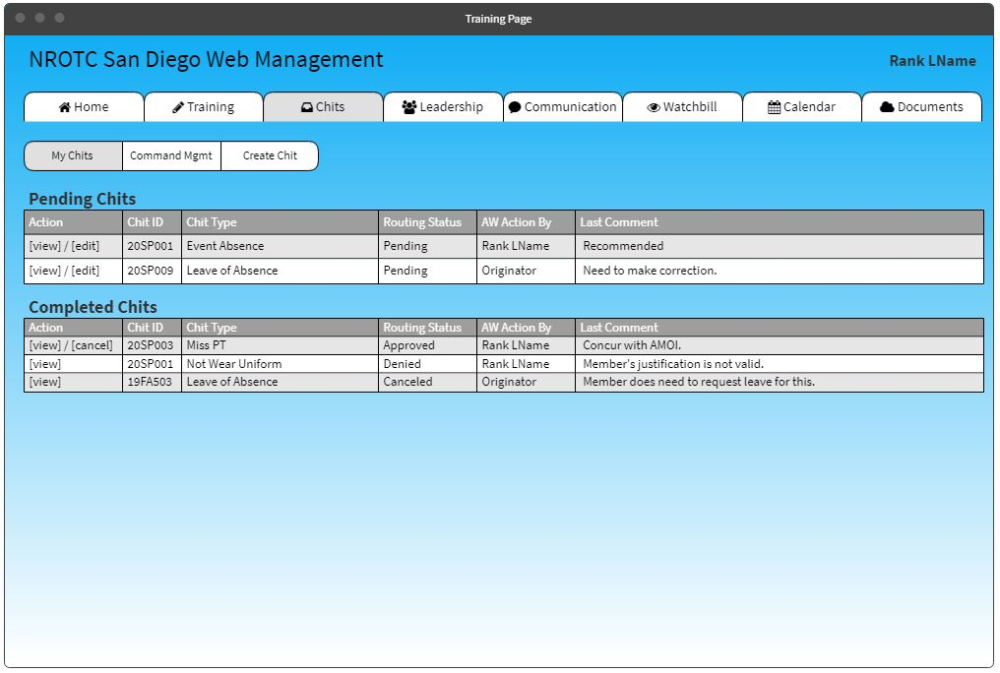 Training Page
NROTC San Diego Web Management
Rank LName
Home Training Chits Leadership Communication Watchbill Calendar Documents
My Chits Command Mgmt Create Chit
Pending Chits
Action Chit ID Chit Type Routing Status AW Action By Last Comment
[view] / [edit] 20SP001 Event Absence Pending Rank LName Recommended
[view] / [edit] 20SP009 Leave of Absence Pending Originator Need to make correction.
Completed Chits
Action Chit ID Chit Type Routing Status AW Action By Last Comment
[view] / [cancel] 20SP003 Miss PT Approved Rank LName Concur with AMOI.
[view] 20SP001 Not Wear Uniform Denied Rank LName Member's justification is not valid.
[view] 19FA503 Leave of Absence Canceled Originator Member does need to request leave for this.